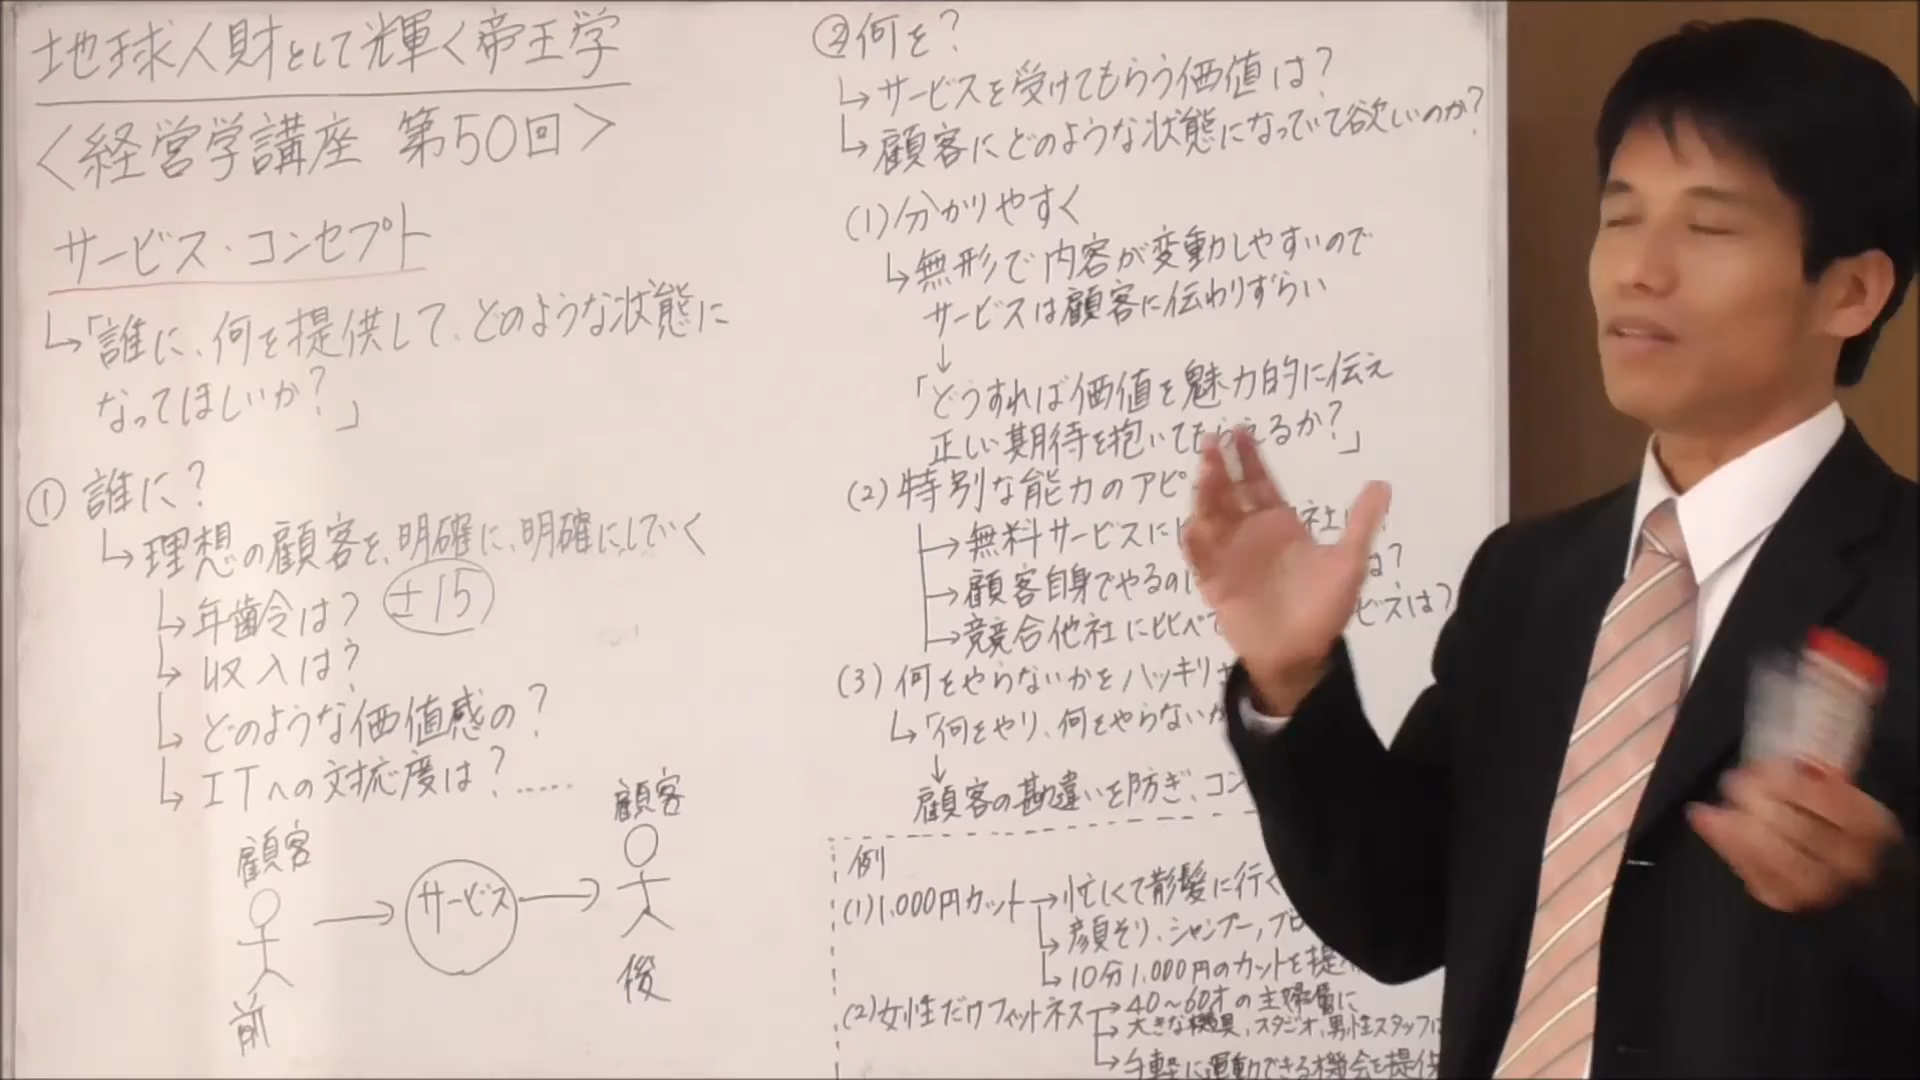 地球人財として輝く帝王学
＜経営学講座 第50回＞
サービス・コンセプト
↳「誰に、何を提供して、どのような状態に
なってほしいか?」
① 誰に?
↳理想の顧客を、明確に、明確にしていく
↳年齢は? ±15
↳収入は?
↳どのような価値感の?
↳ITへの対応度は?……
顧客
前
→
サービス
→
顧客
後
②何を?
↳サービスを受けてもらう価値は?
↳顧客にどのような状態になっていて欲しいのか?
(1)分かりやすく
↳無形で内容が変動しやすいので
サービスは顧客に伝わりずらい
↓
「どうすれば価値を魅力的に伝え
正しい期待を抱いてもらえるか?」
(2)特別な能力のアピ
→無料サービスに
→顧客自身でやるの は?
→競合他社に比べて ビスは?
(3)何をやらないかをハッキリ
↳「何をやり、何をやらないか
↓
顧客の勘違いを防ぎ、コン
例
(1)1,000円カット→忙しくて散髪に行く
↳顔そり、シャンプー、ブロ
↳10分1,000円のカットを提
(2)女性だけフィットネス→40〜60才の主婦層に
→大きな機具、スタジオ、男性スタッフ
↳手軽に運動できる機会を提供